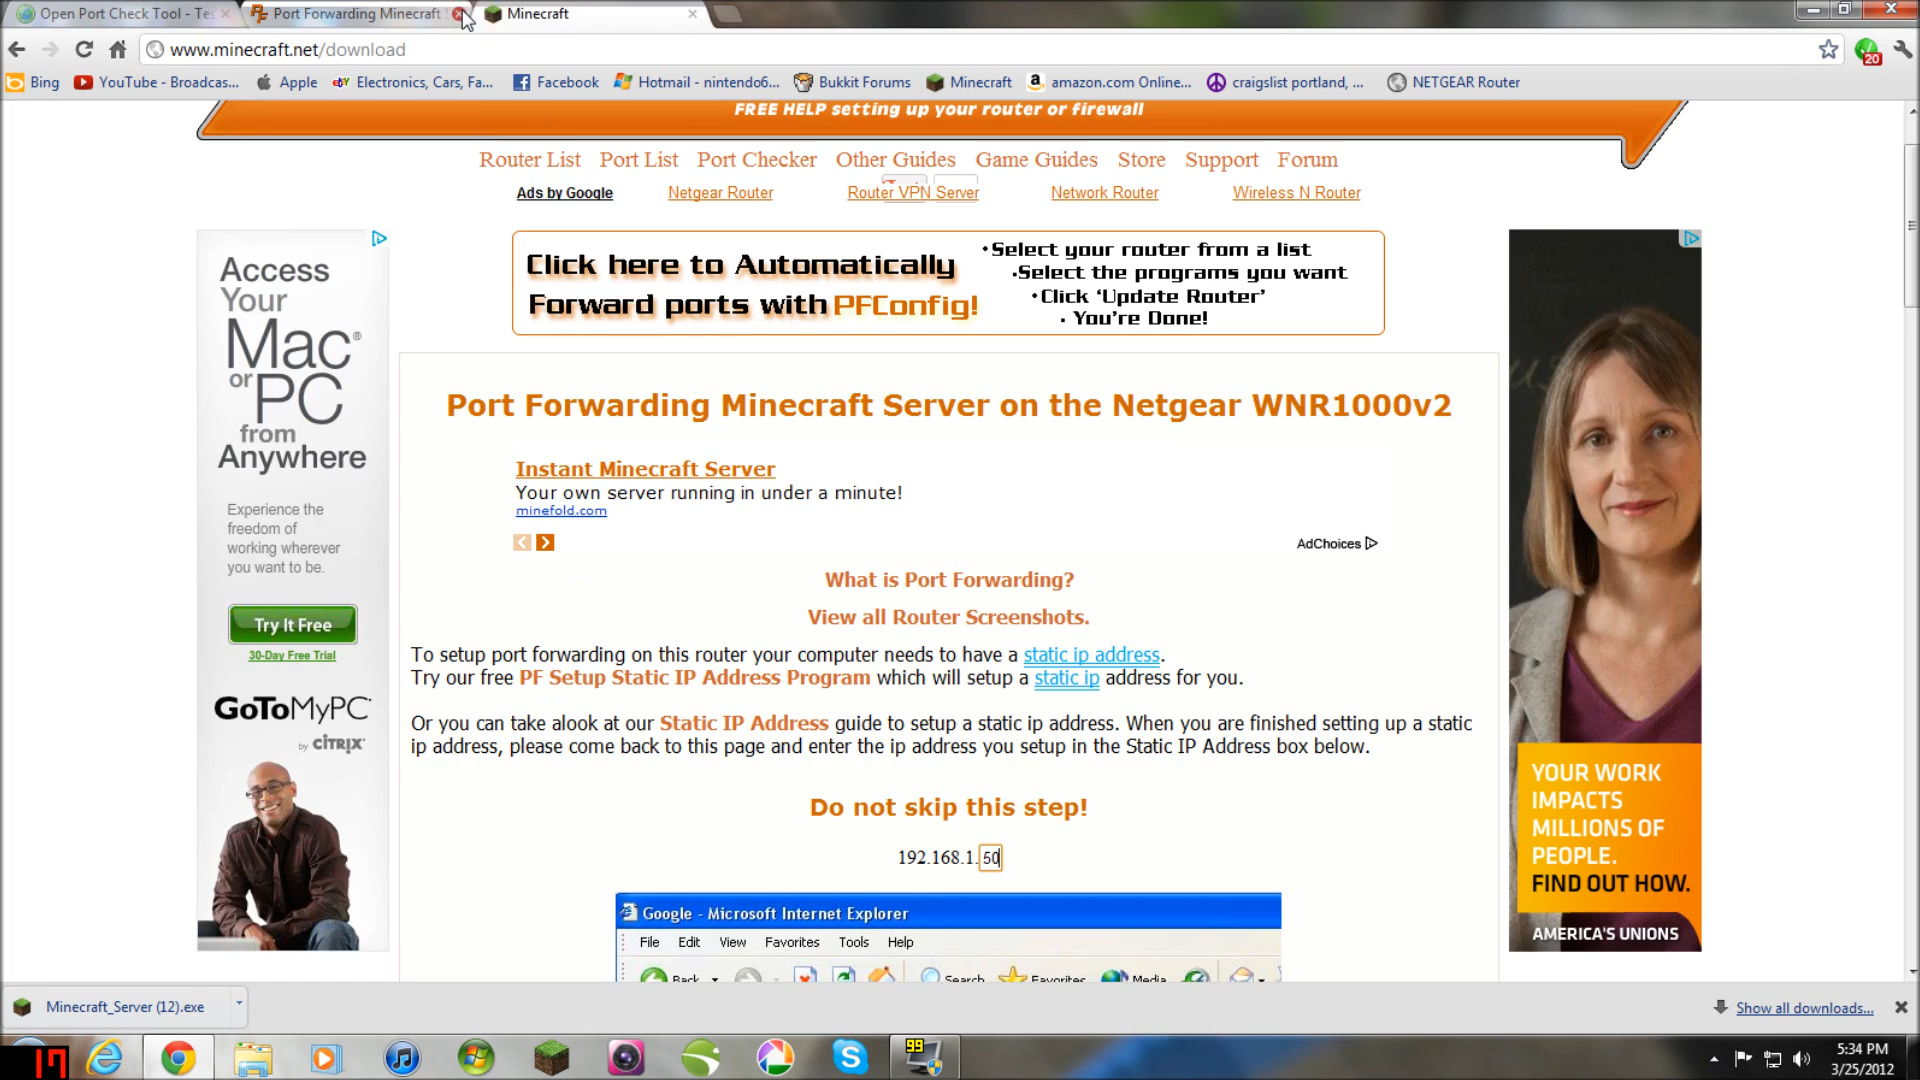 Open Port Check Tool - Tes
Port Forwarding Minecraft S
Minecraft
www.minecraft.net/download
Bing
YouTube - Broadcas...
Apple
Electronics, Cars, Fa...
Facebook
Hotmail - nintendo6...
Bukkit Forums
Minecraft
amazon.com Online...
craigslist portland, ...
NETGEAR Router
20
FREE HELP setting up your router or firewall
Router List Port List Port Checker Other Guides Game Guides Store Support Forum
Ads by Google Netgear Router Router VPN Server Network Router Wireless N Router
Click here to Automatically
Forward ports with PFConfig!
•Select your router from a list
•Select the programs you want
•Click ‘Update Router’
• You're Done!
Access
Your
Mac®
or
PC
from
Anywhere
Experience the
freedom of
working wherever
you want to be.
Try It Free
30-Day Free Trial
GoToMyPC
by CITRIX
Port Forwarding Minecraft Server on the Netgear WNR1000v2
Instant Minecraft Server
Your own server running in under a minute!
minefold.com
AdChoices
What is Port Forwarding?
View all Router Screenshots.
To setup port forwarding on this router your computer needs to have a static ip address.
Try our free PF Setup Static IP Address Program which will setup a static ip address for you.
Or you can take alook at our Static IP Address guide to setup a static ip address. When you are finished setting up a static
ip address, please come back to this page and enter the ip address you setup in the Static IP Address box below.
Do not skip this step!
192.168.1.50
Google - Microsoft Internet Explorer
File Edit View Favorites Tools Help
Back Search Favorites Media
YOUR WORK
IMPACTS
MILLIONS OF
PEOPLE.
FIND OUT HOW.
AMERICA'S UNIONS
Minecraft_Server (12).exe
Show all downloads...
17
99
5:34 PM
3/25/2012